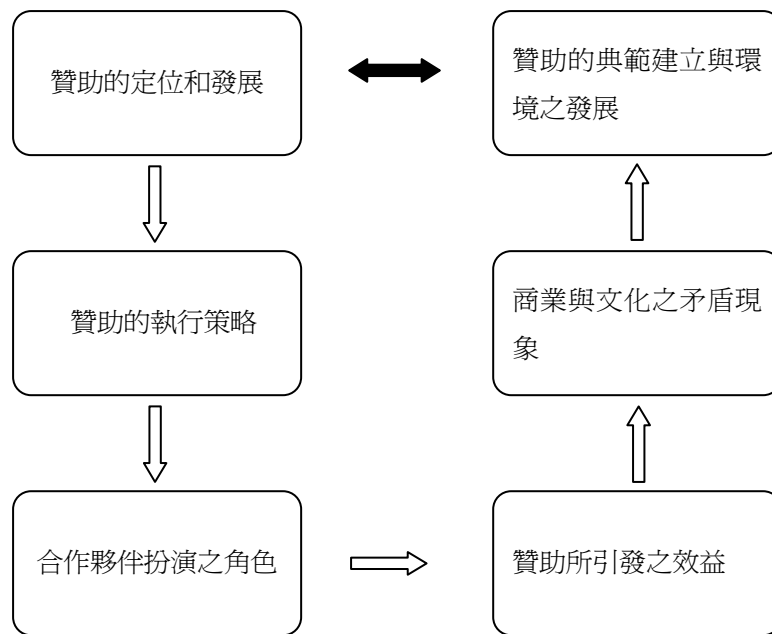 贊助的定位和發展
贊助的典範建立與環
境之發展
贊助的執行策略
商業與文化之矛盾現
象
合作夥伴扮演之角色
贊助所引發之效益